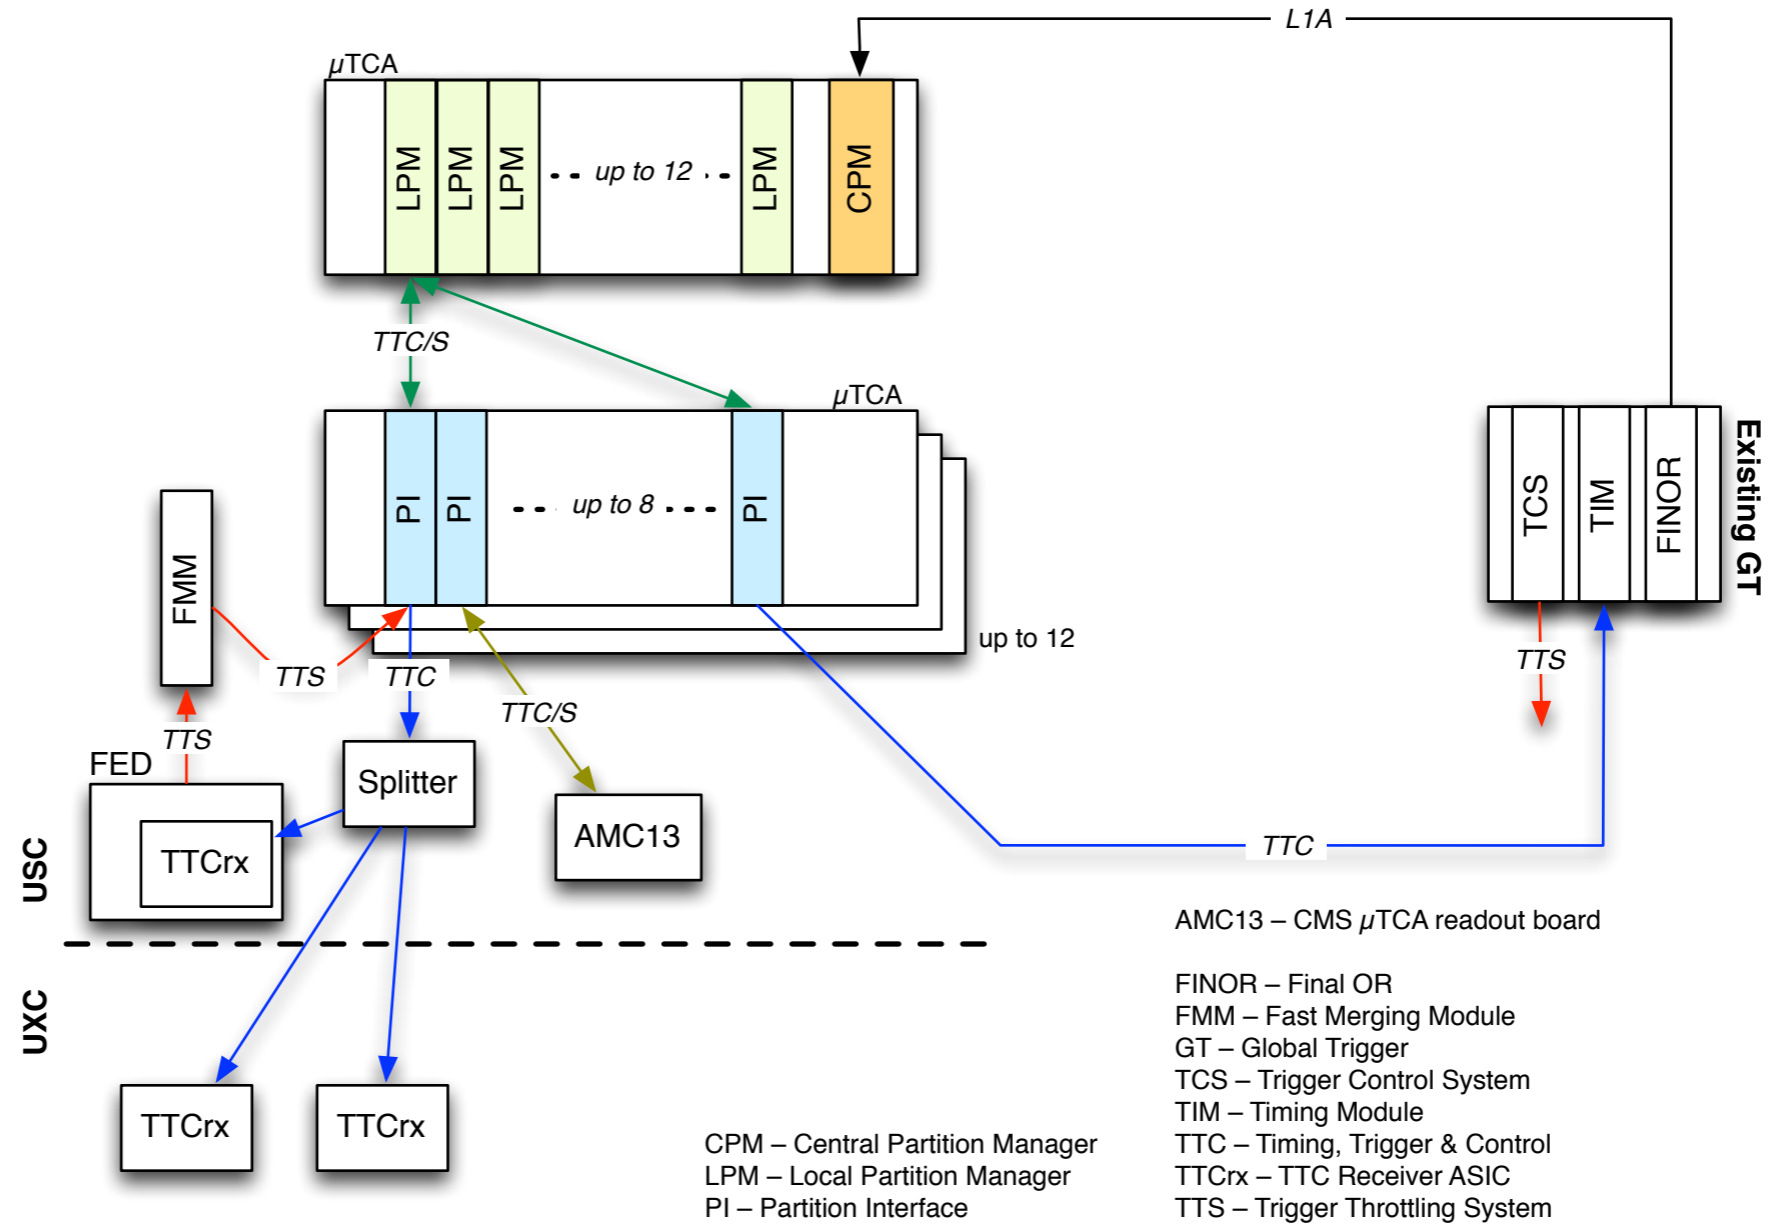 L1A
μTCA
LPM
LPM
LPM
up to 12
LPM
CPM
TTC/S
μTCA
PI
PI
up to 8
PI
up to 12
FMM
TTS
TTC
TTS
TTC/S
FED
TTCrx
Splitter
AMC13
TCS
TIM
FINOR
Existing GT
TTS
TTC
USC
UXC
TTCrx
TTCrx
AMC13 – CMS μTCA readout board
FINOR – Final OR
FMM – Fast Merging Module
GT – Global Trigger
TCS – Trigger Control System
TIM – Timing Module
TTC – Timing, Trigger & Control
TTCrx – TTC Receiver ASIC
TTS – Trigger Throttling System
CPM – Central Partition Manager
LPM – Local Partition Manager
PI – Partition Interface